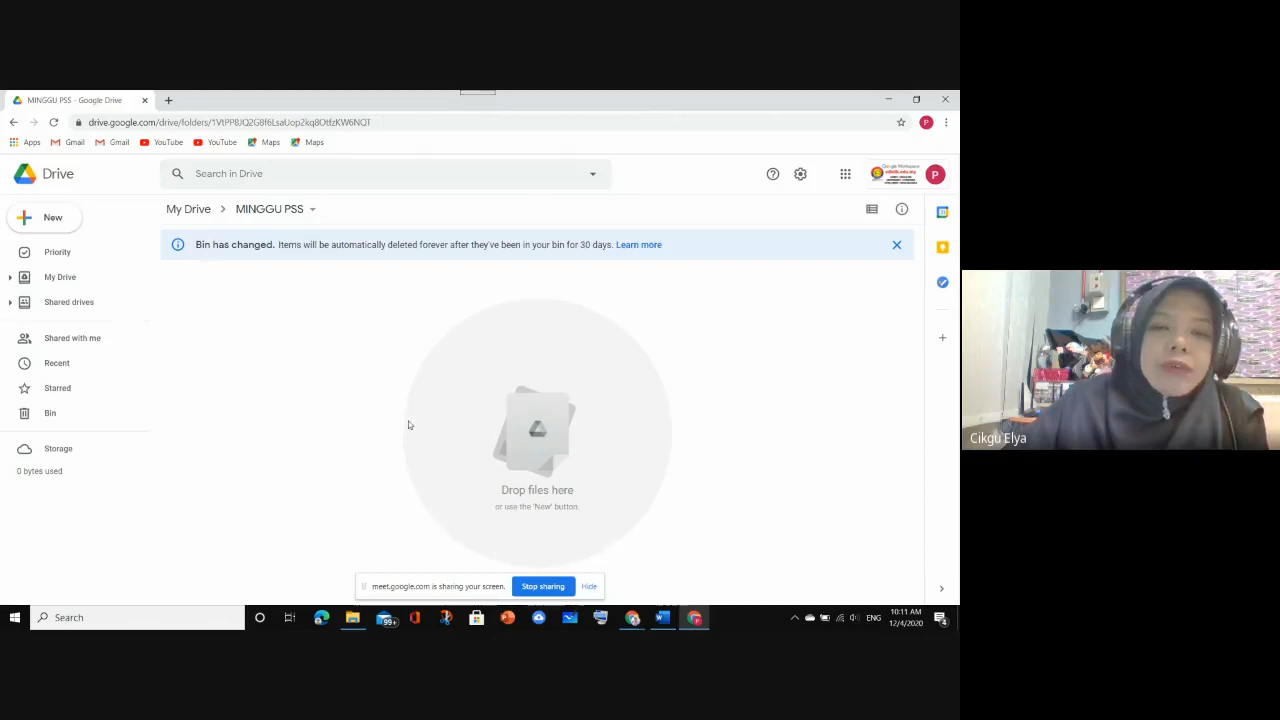 MINGGU PSS - Google Drive
drive.google.com/drive/folders/1VtPP8JQ2G8f6LsaUop2kq8OtfzKW6NQT
Apps Gmail Gmail YouTube YouTube Maps Maps
Drive
Search in Drive
Google Workspace
P
P
New
My Drive
MINGGU PSS
Bin has changed. Items will be automatically deleted forever after they've been in your bin for 30 days. Learn more
Priority
My Drive
Shared drives
Shared with me
Recent
Starred
Bin
Storage
0 bytes used
Drop files here
or use the 'New' button.
meet.google.com is sharing your screen. Stop sharing Hide
Cikgu Elya
Search
99+
ENG
10:11 AM
12/4/2020
4